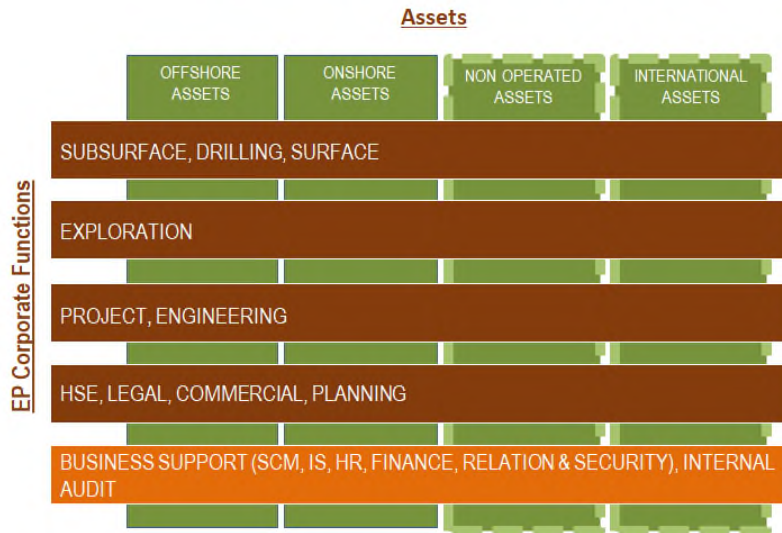 Assets
OFFSHORE
ASSETS
ONSHORE
ASSETS
NON OPERATED
ASSETS
INTERNATIONAL
ASSETS
EP Corporate Functions
SUBSURFACE, DRILLING, SURFACE
EXPLORATION
PROJECT, ENGINEERING
HSE, LEGAL, COMMERCIAL, PLANNING
BUSINESS SUPPORT (SCM, IS, HR, FINANCE, RELATION & SECURITY), INTERNAL
AUDIT